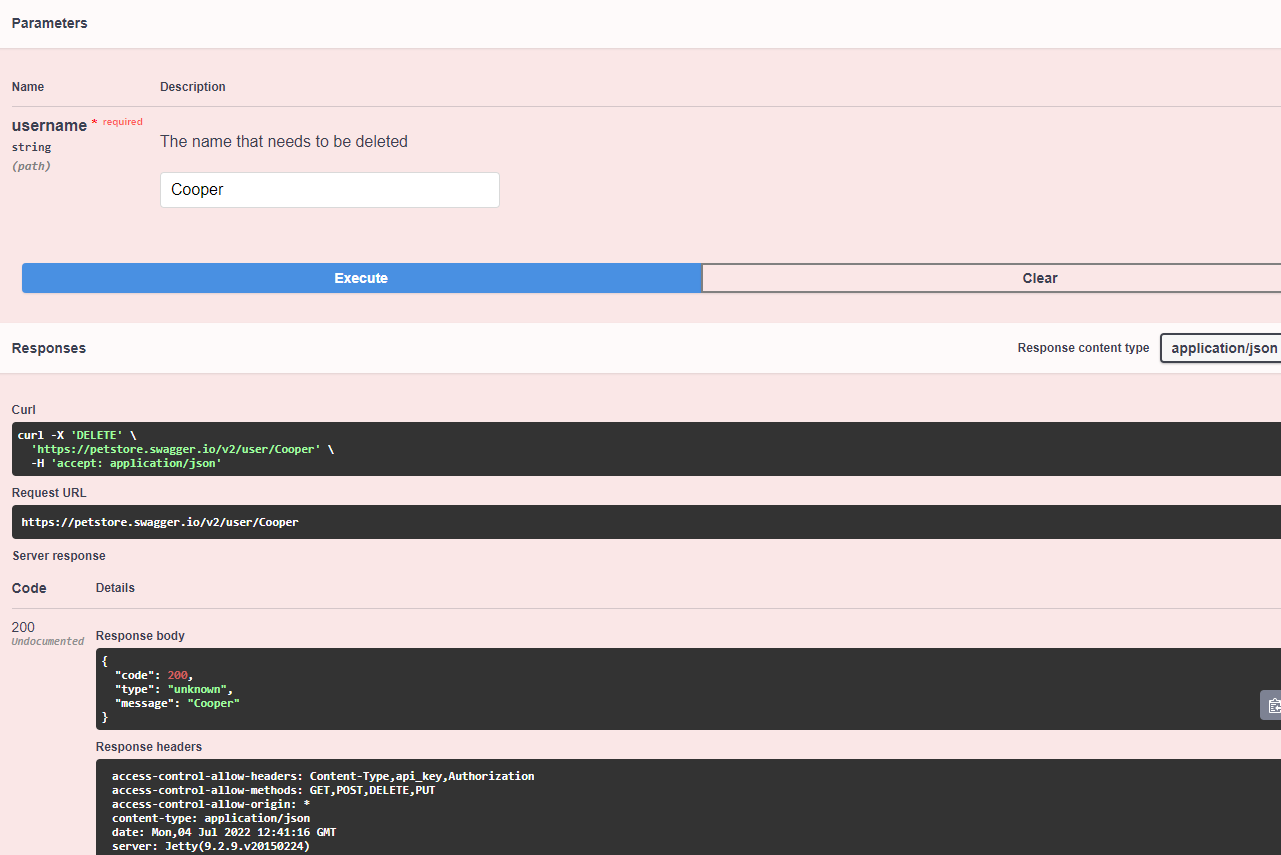 Parameters
Name Description
username * required
string
(path)
The name that needs to be deleted
Cooper
Execute Clear
Responses Response content type application/json
Curl
curl -X 'DELETE' \
'https://petstore.swagger.io/v2/user/Cooper' \
-H 'accept: application/json'
Request URL
https://petstore.swagger.io/v2/user/Cooper
Server response
Code Details
200
Undocumented
Response body
{
"code": 200,
"type": "unknown",
"message": "Cooper"
}
Response headers
access-control-allow-headers: Content-Type,api_key,Authorization
access-control-allow-methods: GET,POST,DELETE,PUT
access-control-allow-origin: *
content-type: application/json
date: Mon,04 Jul 2022 12:41:16 GMT
server: Jetty(9.2.9.v20150224)